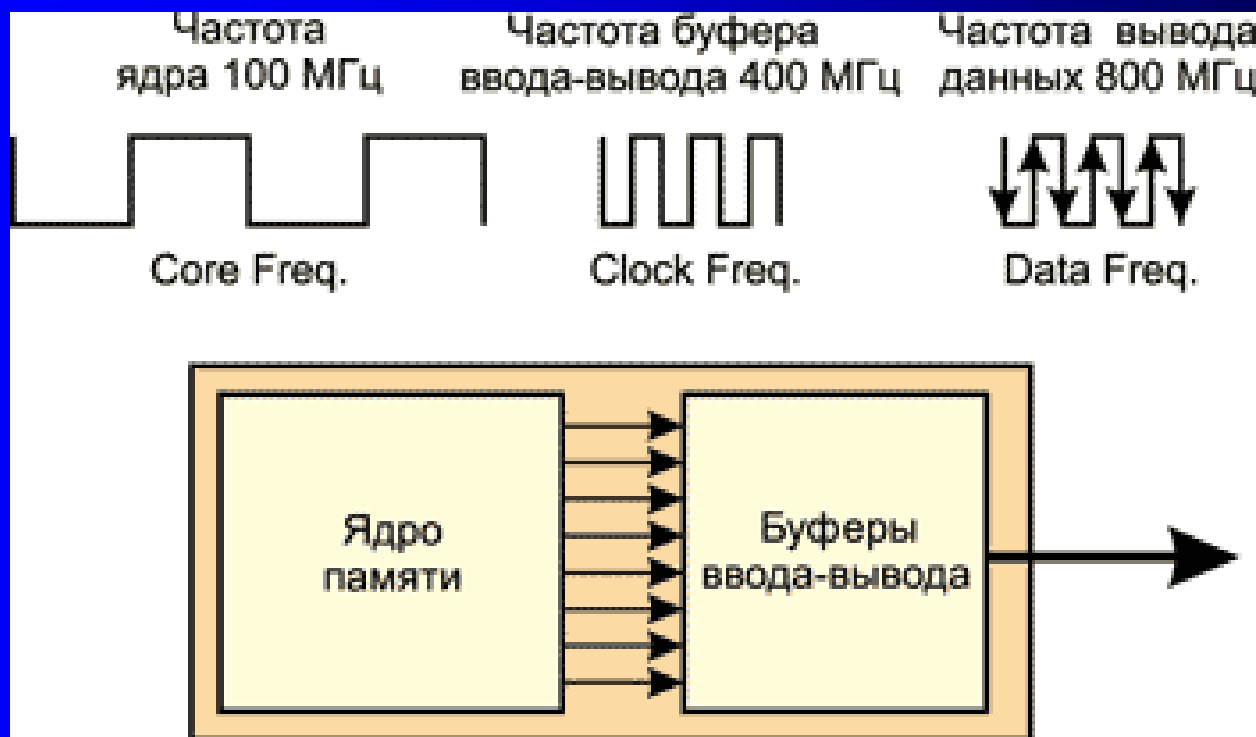 Частота
ядра 100 МГц
Частота буфера
ввода-вывода 400 МГц
Частота вывода
данных 800 МГц
Core Freq.
Clock Freq.
Data Freq.
Ядро
памяти
Буферы
ввода-вывода